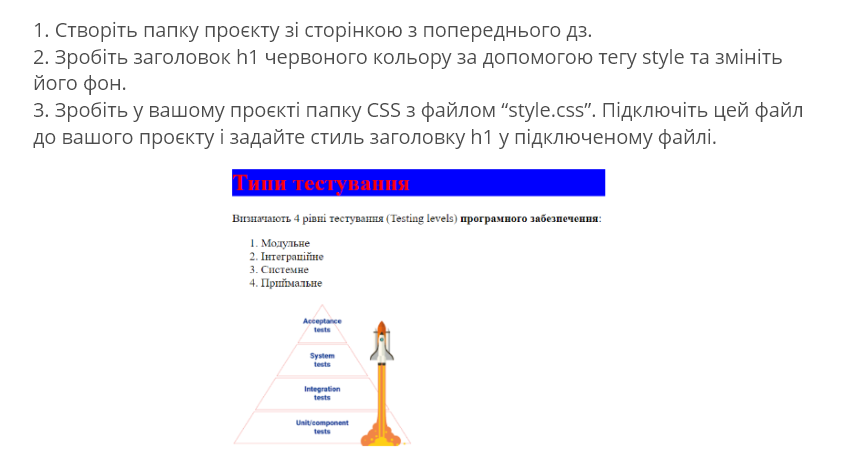 1. Створіть папку проєкту зі сторінкою з попереднього дз.
2. Зробіть заголовок h1 червоного кольору за допомогою тегу style та змініть
його фон.
3. Зробіть у вашому проєкті папку CSS з файлом “style.css”. Підключіть цей файл
до вашого проєкту і задайте стиль заголовку h1 у підключеному файлі.
Типи тестування
Визначають 4 рівні тестування (Testing levels) програмного забезпечення:
1. Модульне
2. Інтеграційне
3. Системне
4. Приймальне
Acceptance
tests
System
tests
Integration
tests
Unit/component
tests